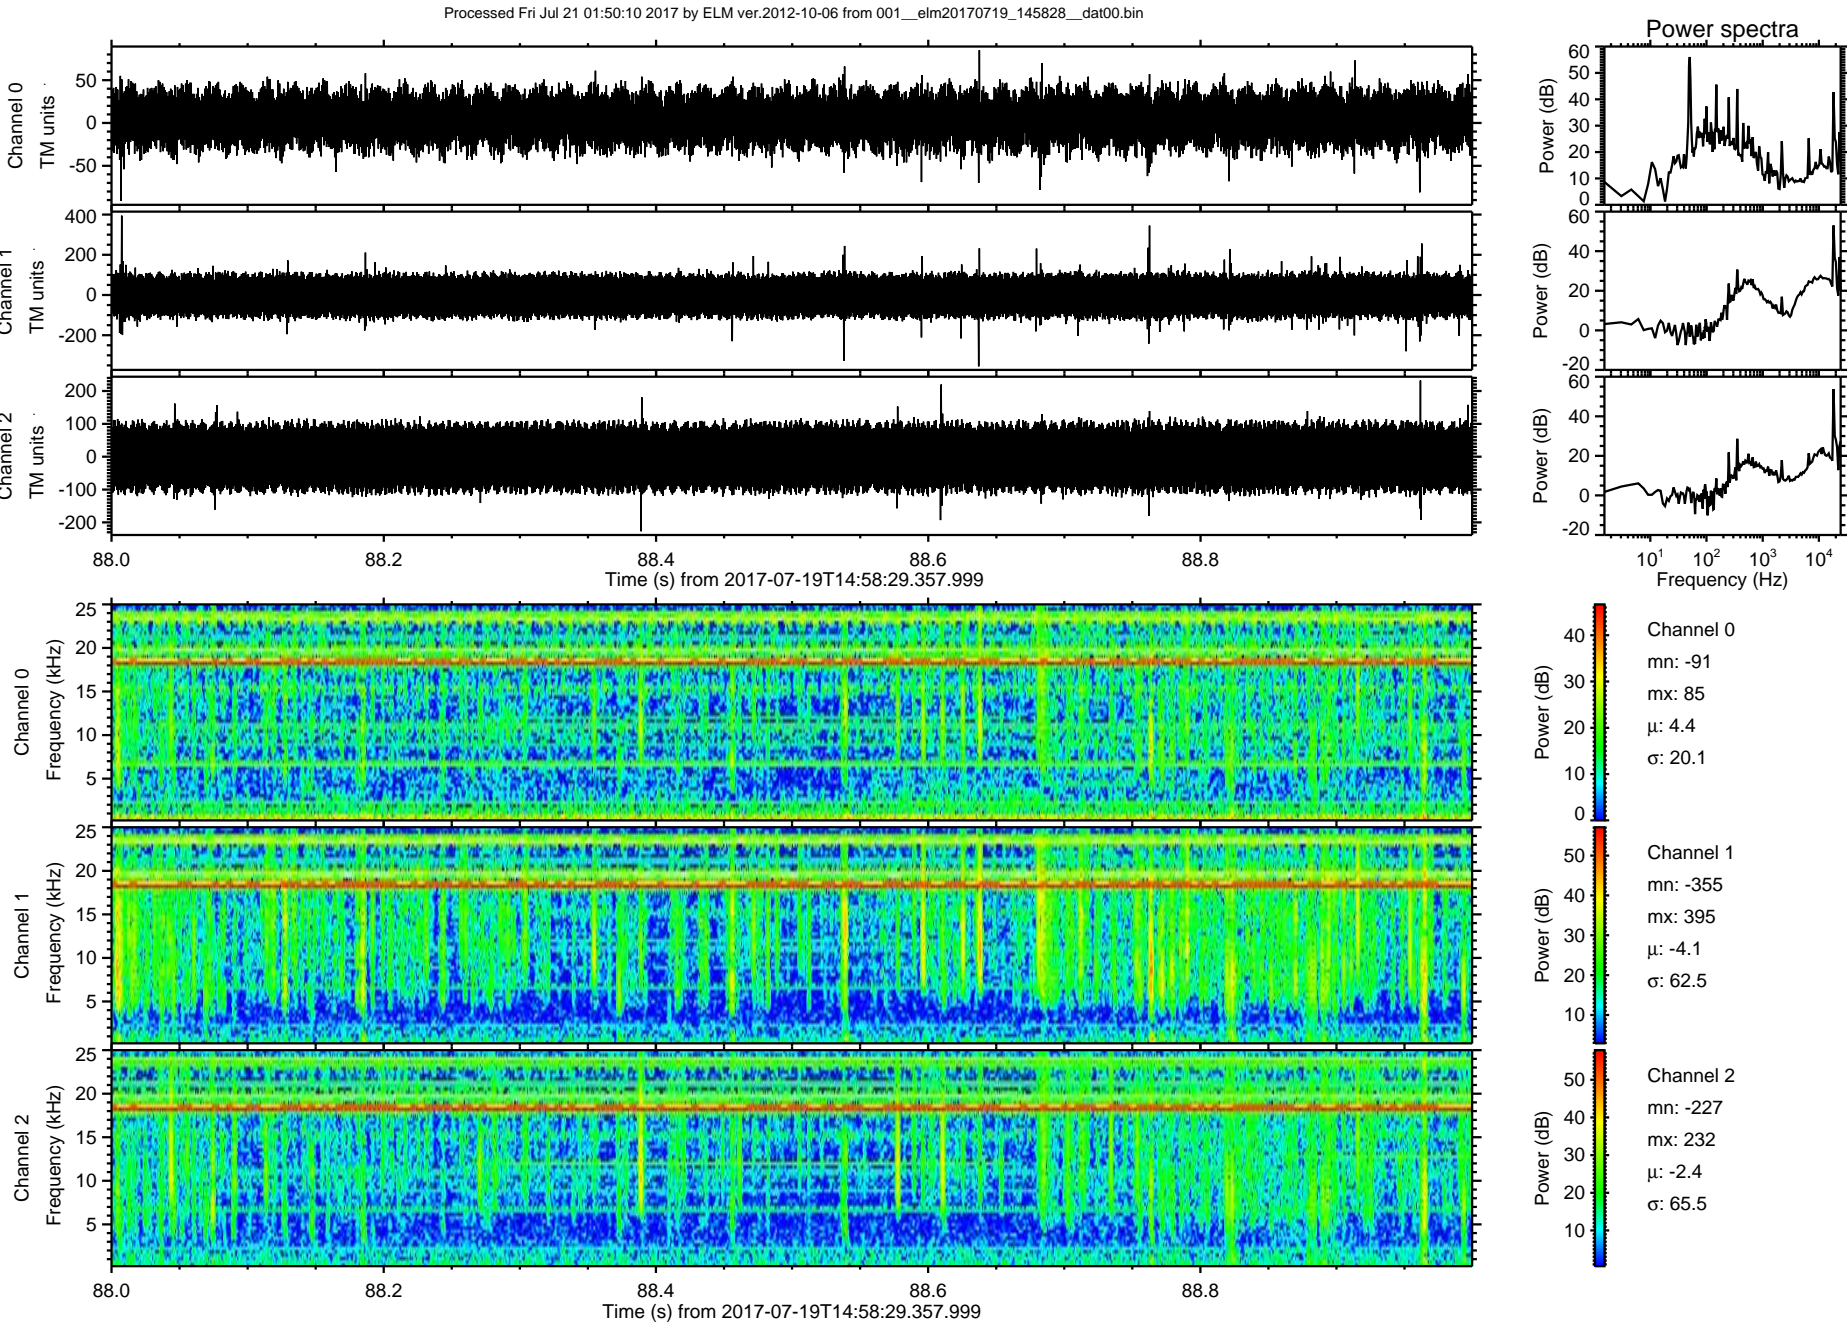 Processed Fri Jul 21 01:50:10 2017 by ELM ver.2012-10-06 from 001__elm20170719_145828__dat00.bin
Power spectra
Channel 0
TM units
50
0
-50
Power (dB)
60
50
40
30
20
10
0
Channel 1
TM units
400
200
0
-200
Power (dB)
60
40
20
0
-20
Channel 2
TM units
200
100
0
-100
-200
Power (dB)
60
40
20
0
-20
88.0 88.2 88.4 88.6 88.8
Time (s) from 2017-07-19T14:58:29.357.999
10^1 10^2 10^3 10^4
Frequency (Hz)
Channel 0
Frequency (kHz)
25
20
15
10
5
Power (dB)
40
30
20
10
0
Channel 0
mn: -91
mx: 85
μ: 4.4
σ: 20.1
Channel 1
Frequency (kHz)
25
20
15
10
5
Power (dB)
50
40
30
20
10
Channel 1
mn: -355
mx: 395
μ: -4.1
σ: 62.5
Channel 2
Frequency (kHz)
25
20
15
10
5
Power (dB)
50
40
30
20
10
Channel 2
mn: -227
mx: 232
μ: -2.4
σ: 65.5
88.0 88.2 88.4 88.6 88.8
Time (s) from 2017-07-19T14:58:29.357.999